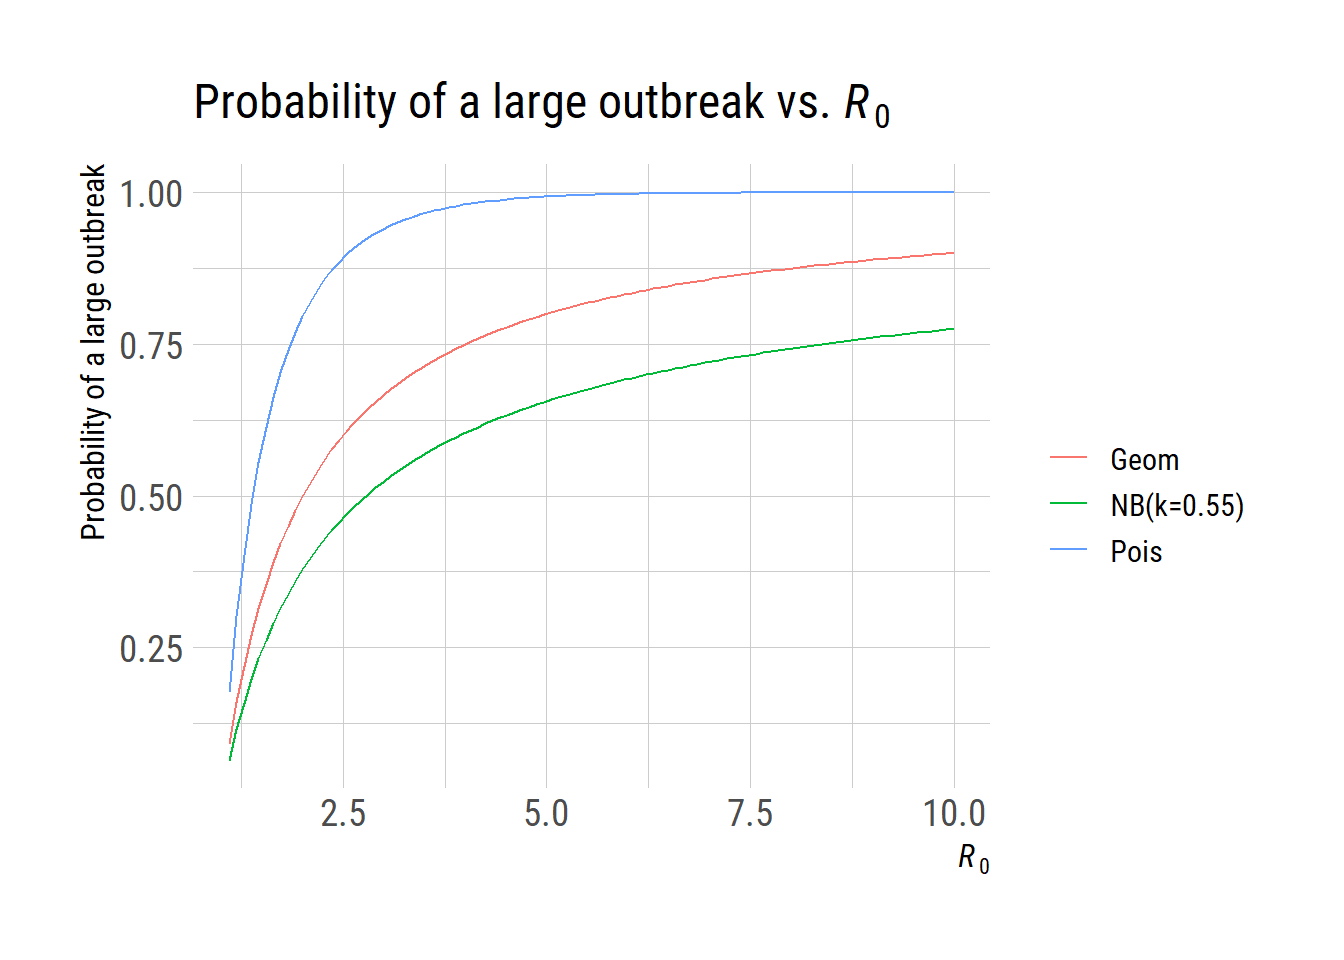 Probability of a large outbreak vs. R0
Probability of a large outbreak
1.00
0.75
0.50
0.25
2.5 5.0 7.5 10.0
R0
Geom
NB(k=0.55)
Pois